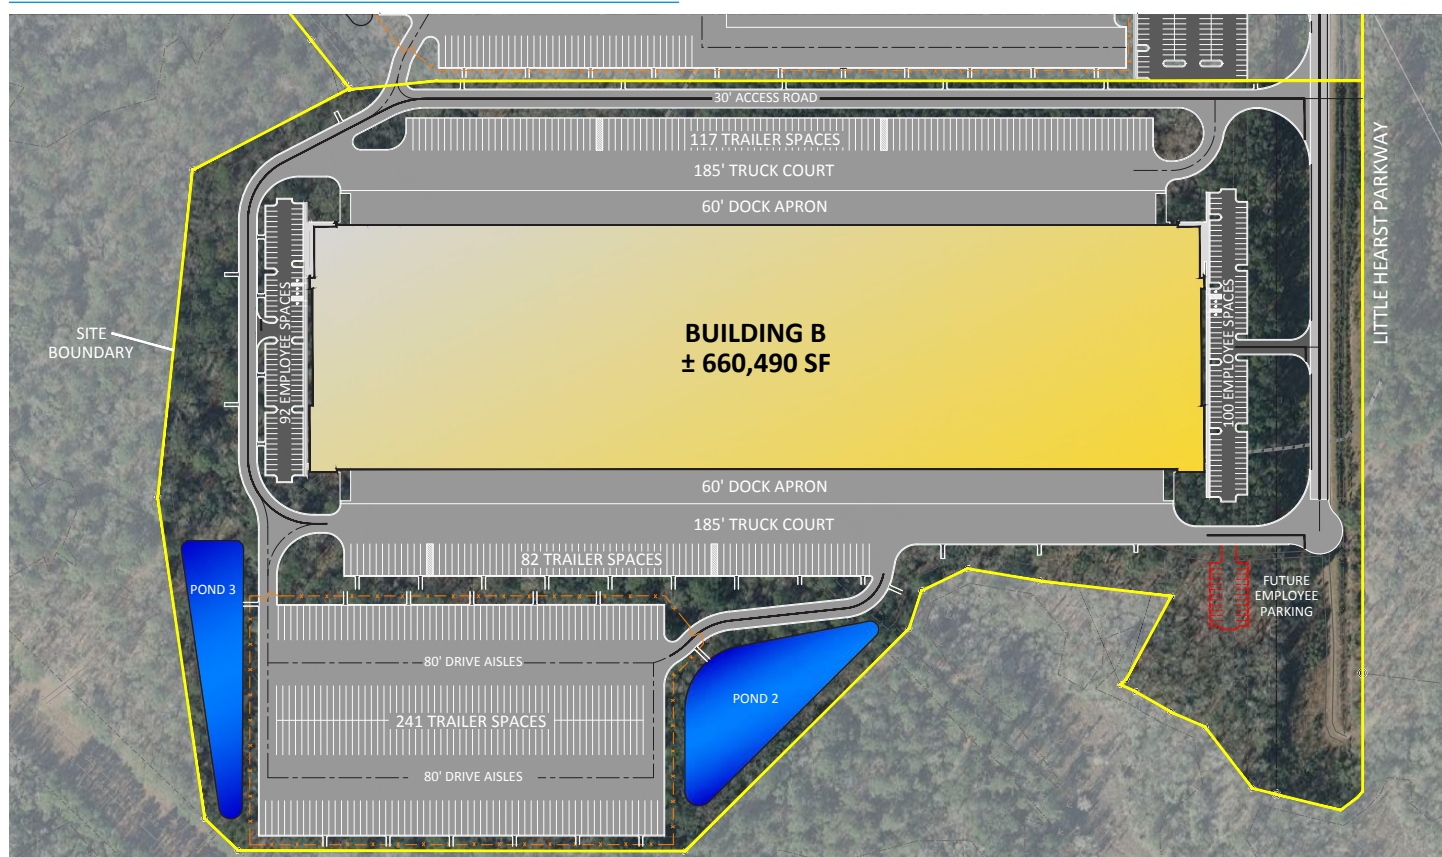 30' ACCESS ROAD
117 TRAILER SPACES
185' TRUCK COURT
60' DOCK APRON
LITTLE HEARST PARKWAY
SITE
BOUNDARY
92 EMPLOYEE SPACES
BUILDING B
± 660,490 SF
100 EMPLOYEE SPACES
60' DOCK APRON
185' TRUCK COURT
82 TRAILER SPACES
POND 3
FUTURE
EMPLOYEE
PARKING
80' DRIVE AISLES
POND 2
241 TRAILER SPACES
80' DRIVE AISLES